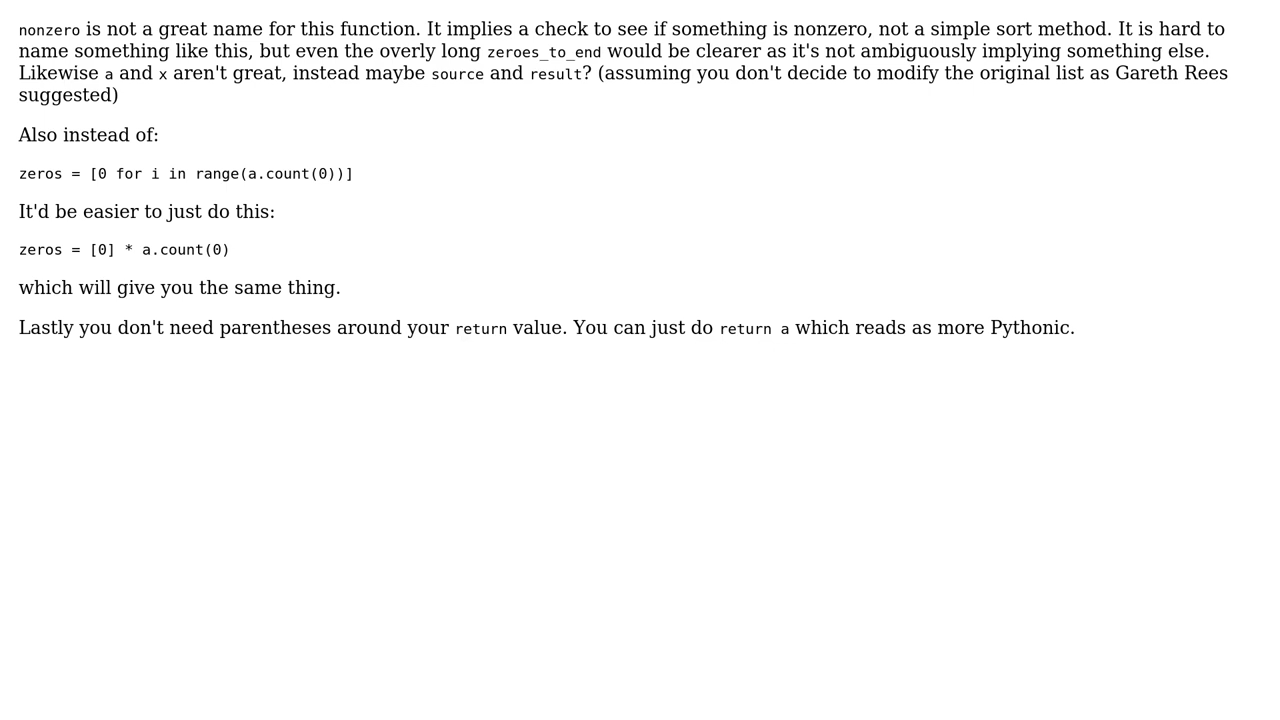 nonzero is not a great name for this function. It implies a check to see if something is nonzero, not a simple sort method. It is hard to
name something like this, but even the overly long zeroes_to_end would be clearer as it's not ambiguously implying something else.
Likewise a and x aren't great, instead maybe source and result? (assuming you don't decide to modify the original list as Gareth Rees
suggested)
Also instead of:
zeros = [0 for i in range(a.count(0))]
It'd be easier to just do this:
zeros = [0] * a.count(0)
which will give you the same thing.
Lastly you don't need parentheses around your return value. You can just do return a which reads as more Pythonic.